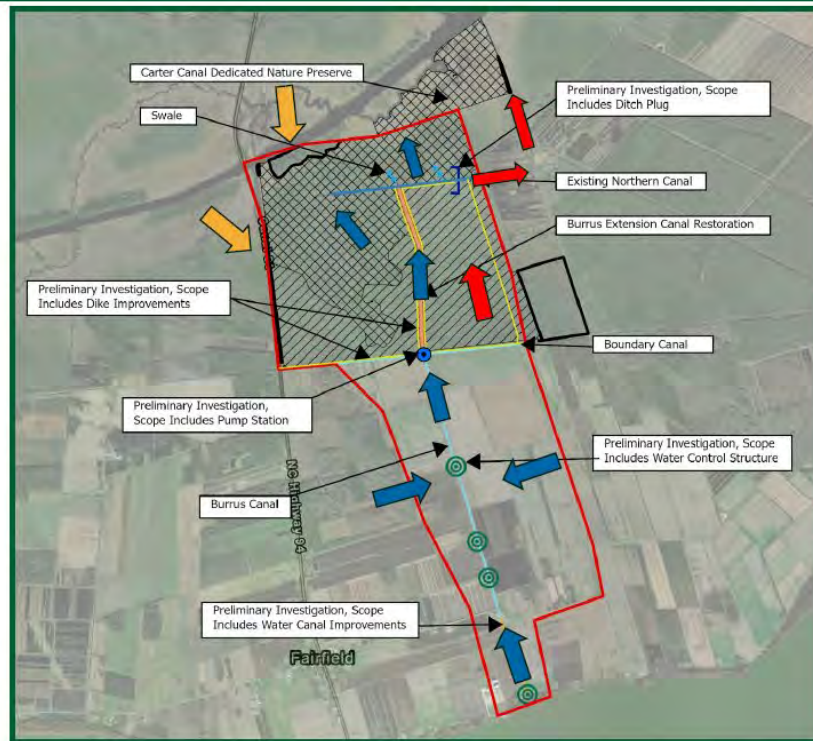 Carter Canal Dedicated Nature Preserve
Preliminary Investigation, Scope
Includes Ditch Plug
Swale
Existing Northern Canal
Burrus Extension Canal Restoration
Preliminary Investigation, Scope
Includes Dike Improvements
Boundary Canal
Preliminary Investigation,
Scope Includes Pump Station
Preliminary Investigation, Scope
Includes Water Control Structure
Burrus Canal
NC Highway 94
Preliminary Investigation, Scope
Includes Water Canal Improvements
Fairfield